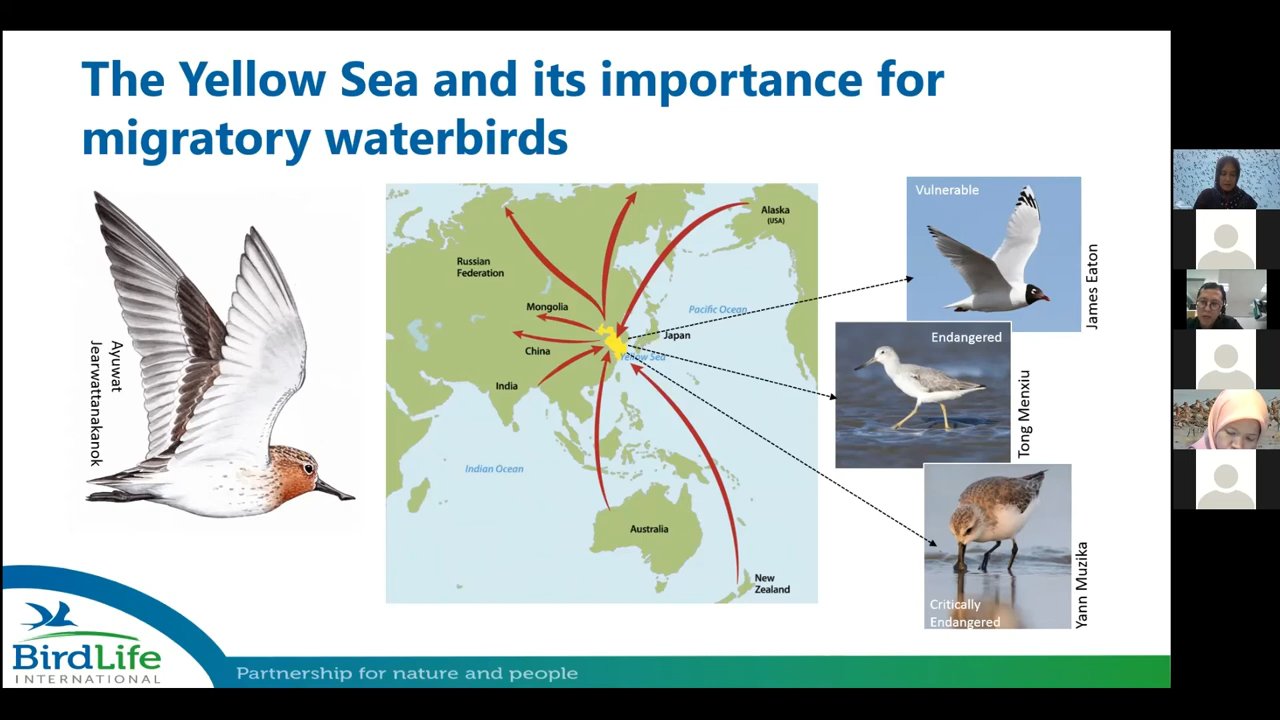 The Yellow Sea and its importance for
migratory waterbirds
Ayuwat
Jearwattanakanok
Alaska
(USA)
Russian
Federation
Mongolia
Pacific Ocean
Japan
China
Yellow Sea
India
Indian Ocean
Australia
New
Zealand
Vulnerable
James Eaton
Endangered
Tong Menxiu
Critically
Endangered
Yann Muzika
BirdLife
INTERNATIONAL
Partnership for nature and people